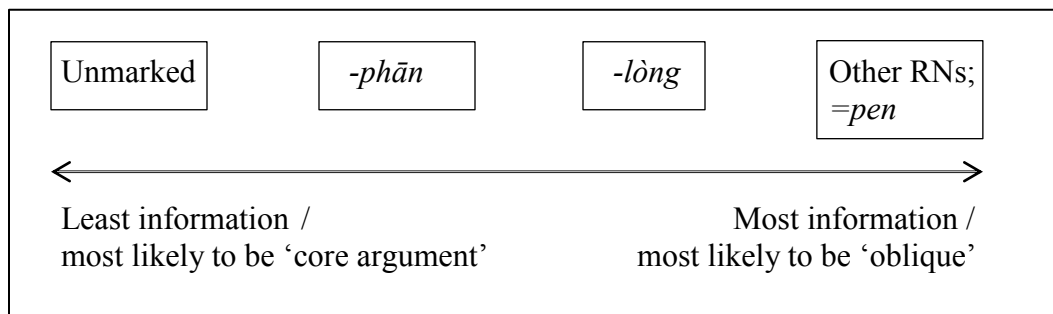 Unmarked
-phān
-lòng
Other RNs;
=pen
Least information /
most likely to be ‘core argument’
Most information /
most likely to be ‘oblique’